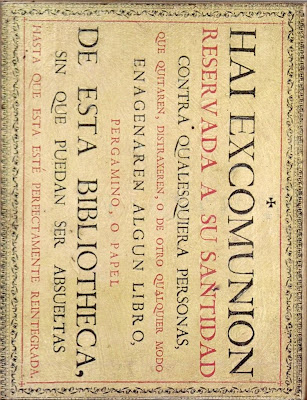 HAI EXCOMUNION
RESERVADA A SU SANTIDAD
CONTRA QUALESQUIERA PERSONAS,
QUE QUITAREN, DISTRAXEREN, O DE OTRO QUALQUIER MODO
ENAGENAREN ALGUN LIBRO,
PERGAMINO, O PAPEL
DE ESTA BIBLIOTHECA,
SIN QUE PUEDAN SER ABSUELTAS
HASTA QUE ESTA ESTÉ PERFECTAMENTE REINTEGRADA.